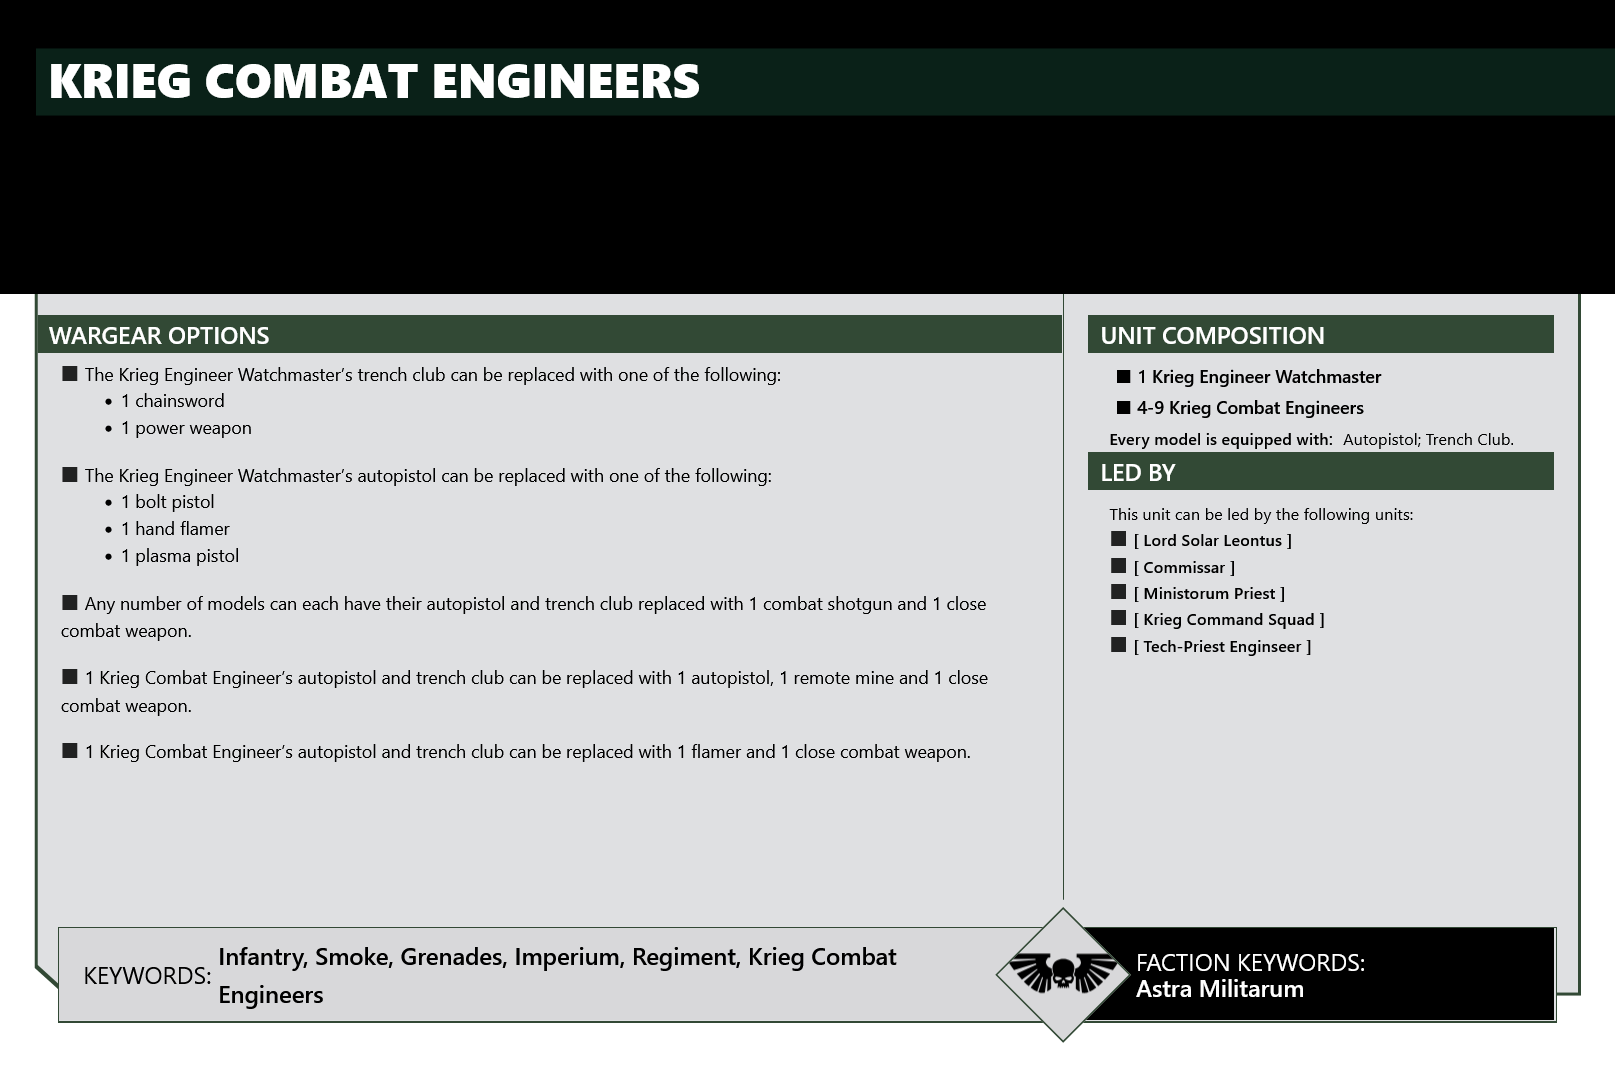 KRIEG COMBAT ENGINEERS
WARGEAR OPTIONS
■ The Krieg Engineer Watchmaster's trench club can be replaced with one of the following:
• 1 chainsword
• 1 power weapon
■ The Krieg Engineer Watchmaster's autopistol can be replaced with one of the following:
• 1 bolt pistol
• 1 hand flamer
• 1 plasma pistol
■ Any number of models can each have their autopistol and trench club replaced with 1 combat shotgun and 1 close
combat weapon.
■ 1 Krieg Combat Engineer's autopistol and trench club can be replaced with 1 autopistol, 1 remote mine and 1 close
combat weapon.
■ 1 Krieg Combat Engineer's autopistol and trench club can be replaced with 1 flamer and 1 close combat weapon.
UNIT COMPOSITION
■ 1 Krieg Engineer Watchmaster
■ 4-9 Krieg Combat Engineers
Every model is equipped with: Autopistol; Trench Club.
LED BY
This unit can be led by the following units:
■ [ Lord Solar Leontus ]
■ [ Commissar ]
■ [ Ministorum Priest ]
■ [ Krieg Command Squad ]
■ [ Tech-Priest Enginseer ]
KEYWORDS: Infantry, Smoke, Grenades, Imperium, Regiment, Krieg Combat
Engineers
FACTION KEYWORDS:
Astra Militarum